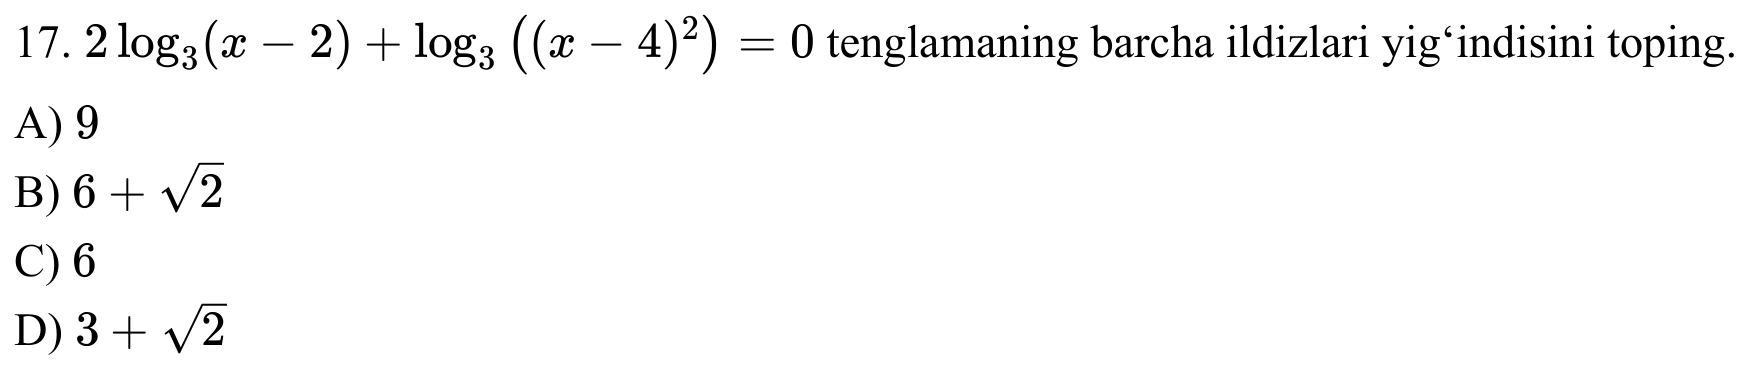 17. 2 log₃(x − 2) + log₃ ((x − 4)²) = 0 tenglamaning barcha ildizlari yig‘indisini toping.
A) 9
B) 6 + √2
C) 6
D) 3 + √2